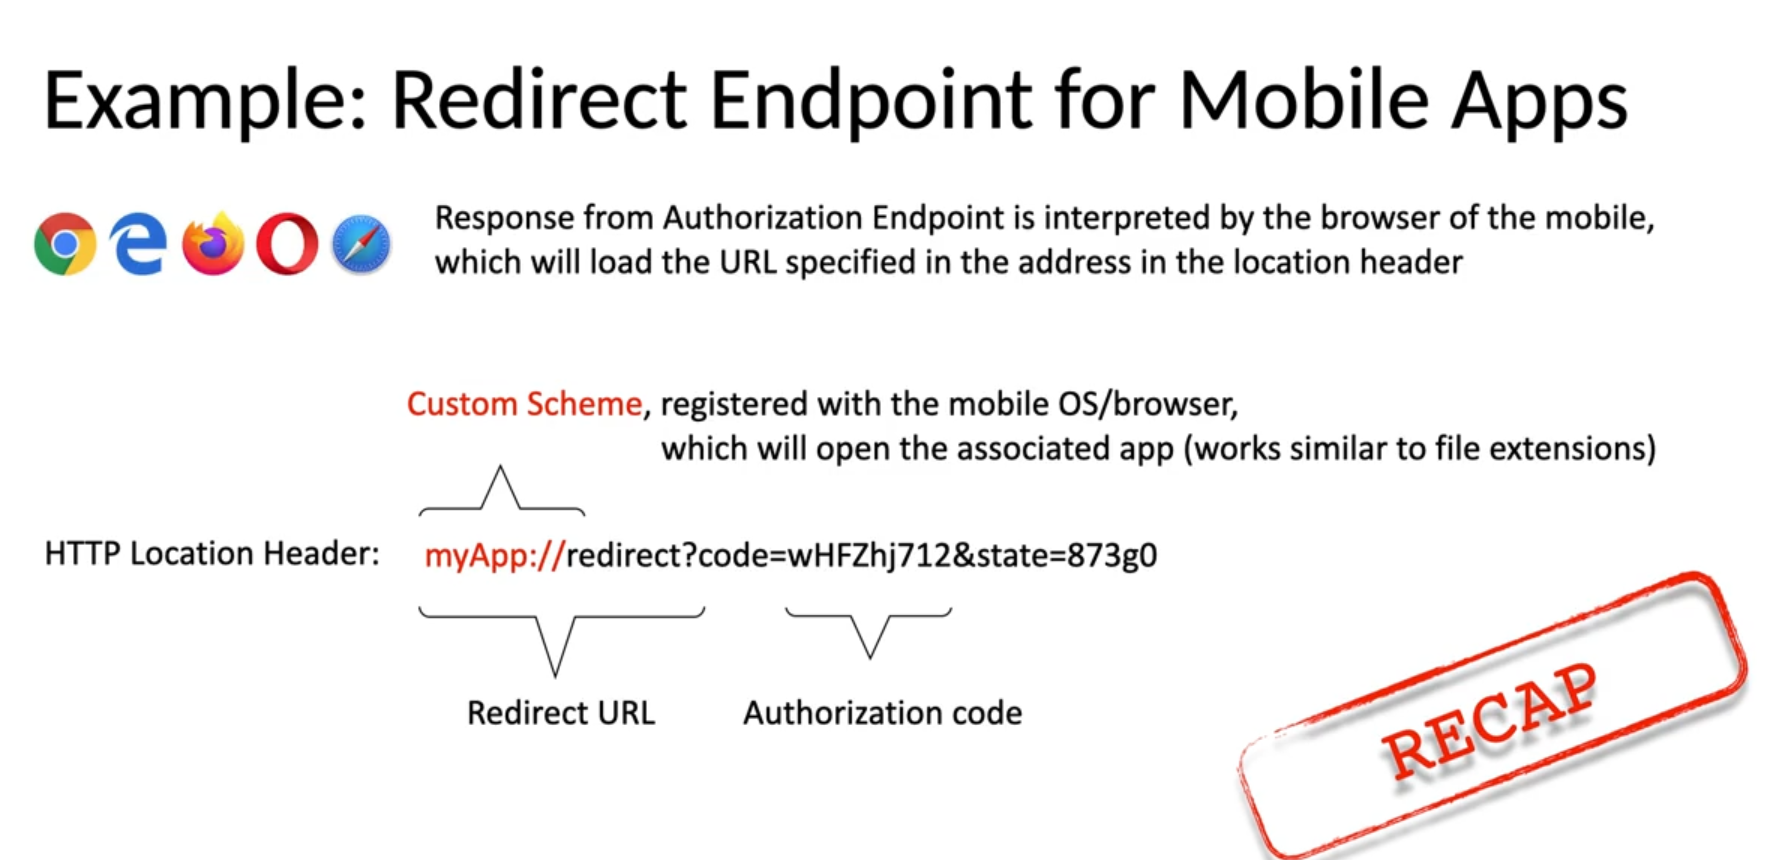 Example: Redirect Endpoint for Mobile Apps
Response from Authorization Endpoint is interpreted by the browser of the mobile,
which will load the URL specified in the address in the location header
Custom Scheme, registered with the mobile OS/browser,
which will open the associated app (works similar to file extensions)
HTTP Location Header: myApp://redirect?code=wHFZhj712&state=873g0
Redirect URL Authorization code
RECAP